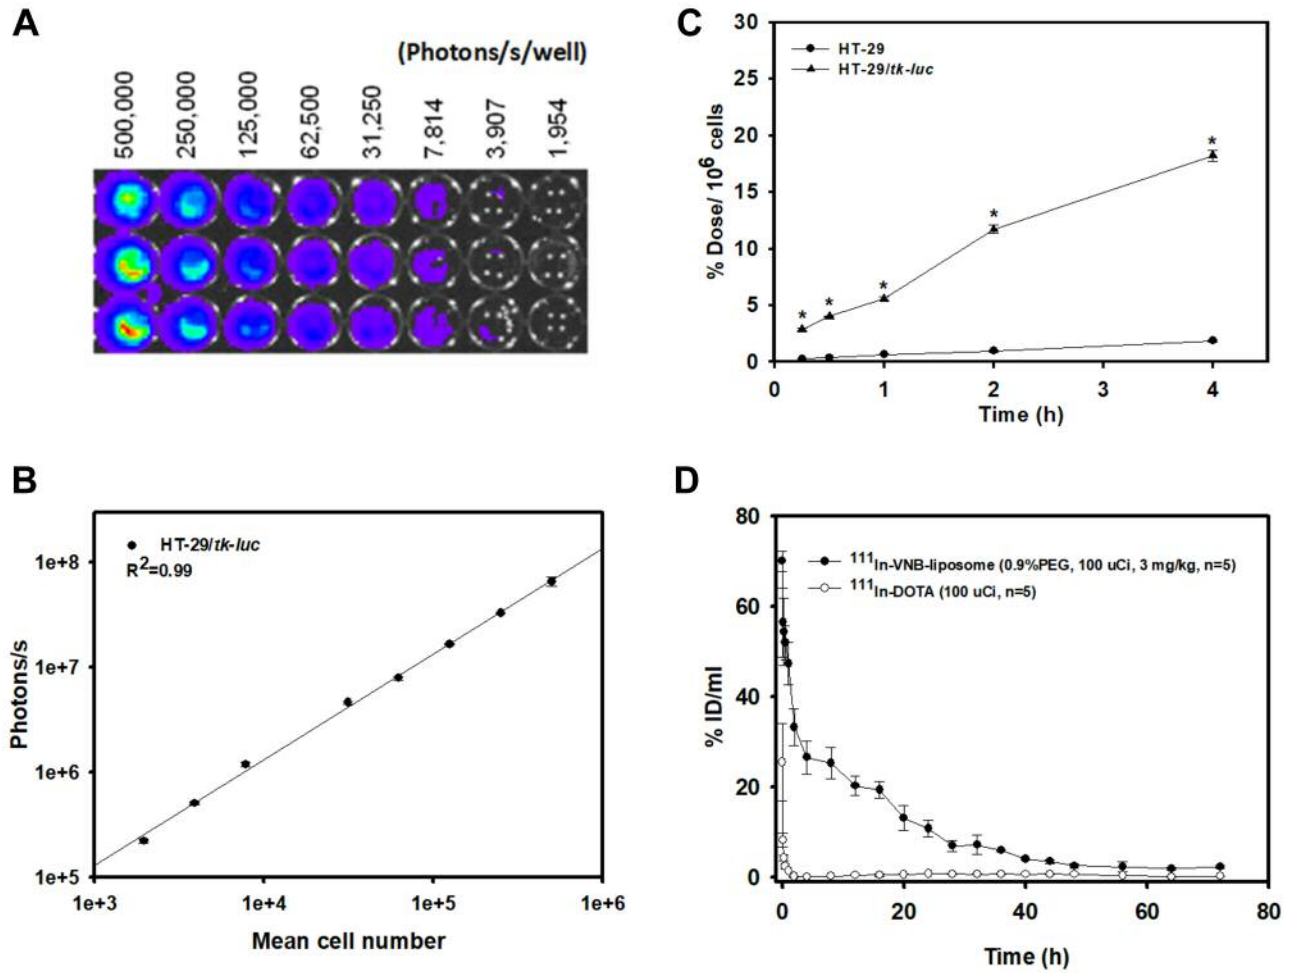 A
(Photons/s/well)
500,000
250,000
125,000
62,500
31,250
7,814
3,907
1,954
C
30
25
20
15
10
5
0
% Dose/ 10⁶ cells
HT-29
HT-29/tk-luc
*
*
*
*
*
0 1 2 3 4
Time (h)
B
HT-29/tk-luc
R²=0.99
1e+8
1e+7
1e+6
1e+5
Photons/s
1e+3 1e+4 1e+5 1e+6
Mean cell number
D
80
60
40
20
0
% ID/ml
¹¹¹In-VNB-liposome (0.9%PEG, 100 uCi, 3 mg/kg, n=5)
¹¹¹In-DOTA (100 uCi, n=5)
0 20 40 60 80
Time (h)